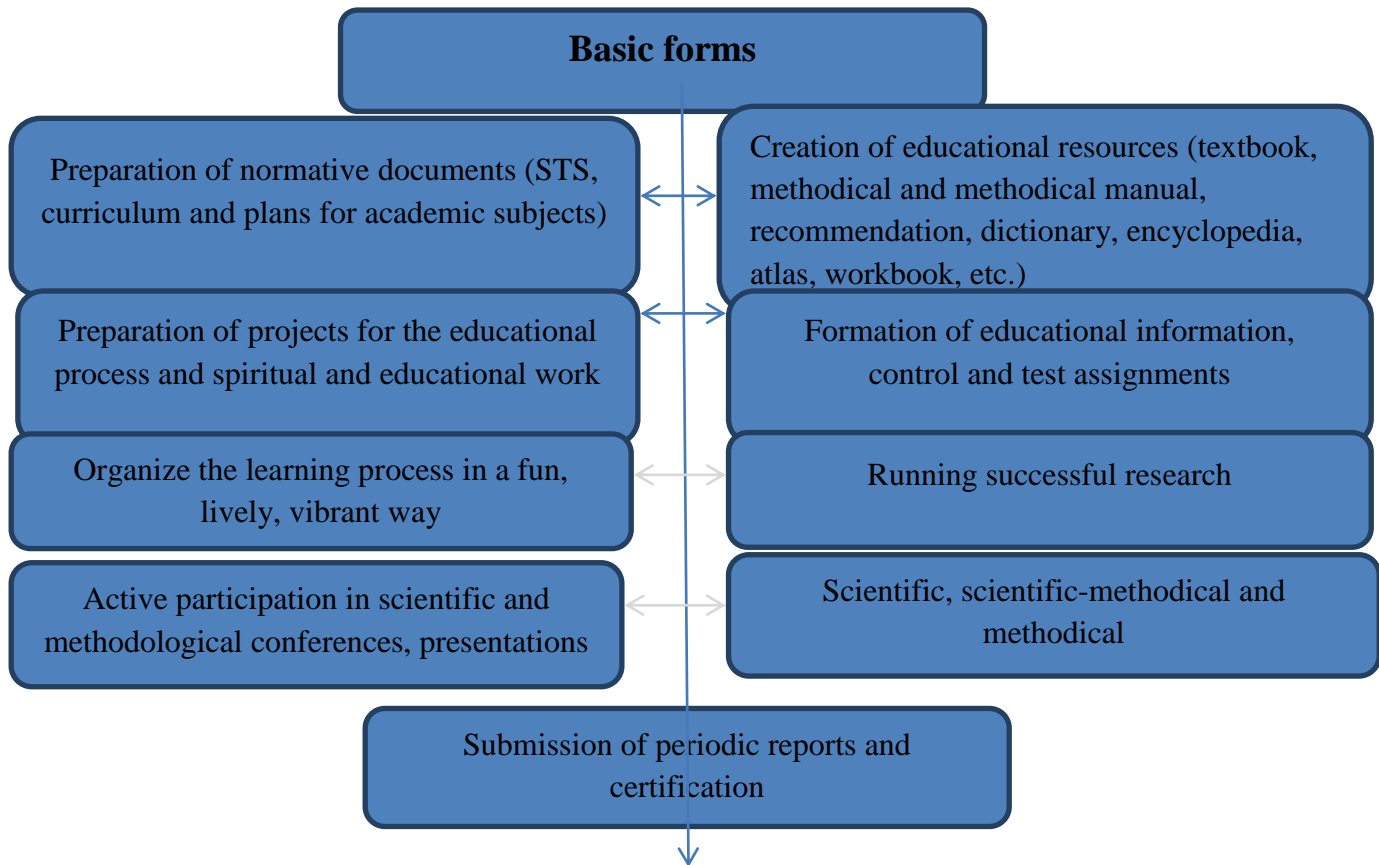 Basic forms
Preparation of normative documents (STS,
curriculum and plans for academic subjects)
Creation of educational resources (textbook,
methodical and methodical manual,
recommendation, dictionary, encyclopedia,
atlas, workbook, etc.)
Preparation of projects for the educational
process and spiritual and educational work
Formation of educational information,
control and test assignments
Organize the learning process in a fun,
lively, vibrant way
Running successful research
Active participation in scientific and
methodological conferences, presentations
Scientific, scientific-methodical and
methodical
Submission of periodic reports and
certification